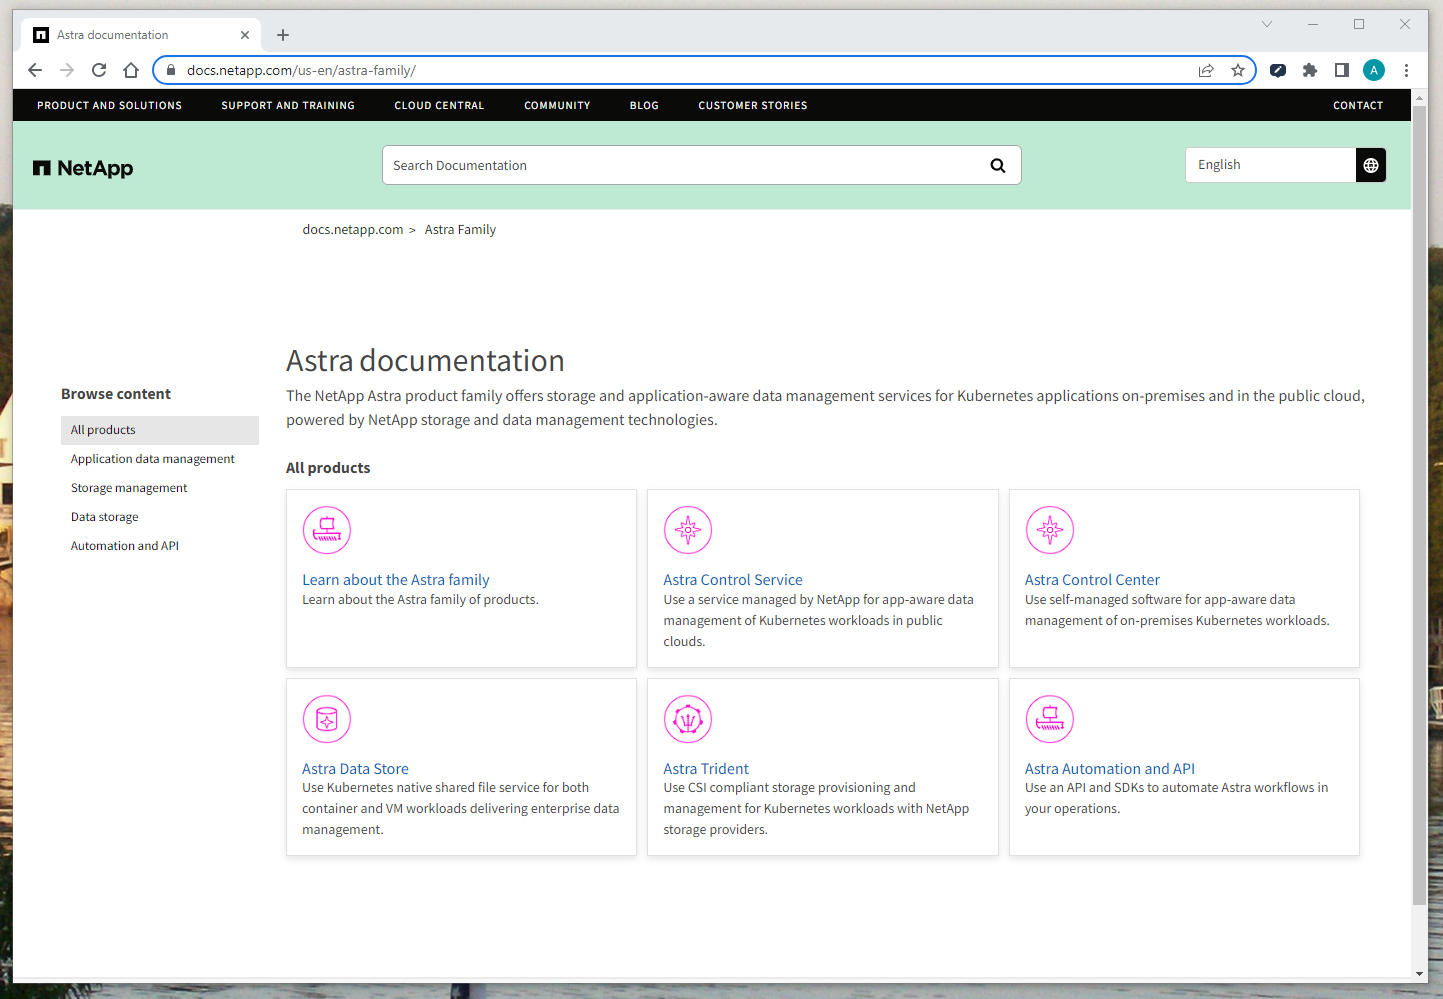 Astra documentation
docs.netapp.com/us-en/astra-family/
A
PRODUCT AND SOLUTIONS SUPPORT AND TRAINING CLOUD CENTRAL COMMUNITY BLOG CUSTOMER STORIES CONTACT
NetApp
Search Documentation
English
docs.netapp.com > Astra Family
Astra documentation
The NetApp Astra product family offers storage and application-aware data management services for Kubernetes applications on-premises and in the public cloud,
powered by NetApp storage and data management technologies.
Browse content
All products
Application data management
Storage management
Data storage
Automation and API
All products
Learn about the Astra family
Learn about the Astra family of products.
Astra Control Service
Use a service managed by NetApp for app-aware data
management of Kubernetes workloads in public
clouds.
Astra Control Center
Use self-managed software for app-aware data
management of on-premises Kubernetes workloads.
Astra Data Store
Use Kubernetes native shared file service for both
container and VM workloads delivering enterprise data
management.
Astra Trident
Use CSI compliant storage provisioning and
management for Kubernetes workloads with NetApp
storage providers.
Astra Automation and API
Use an API and SDKs to automate Astra workflows in
your operations.